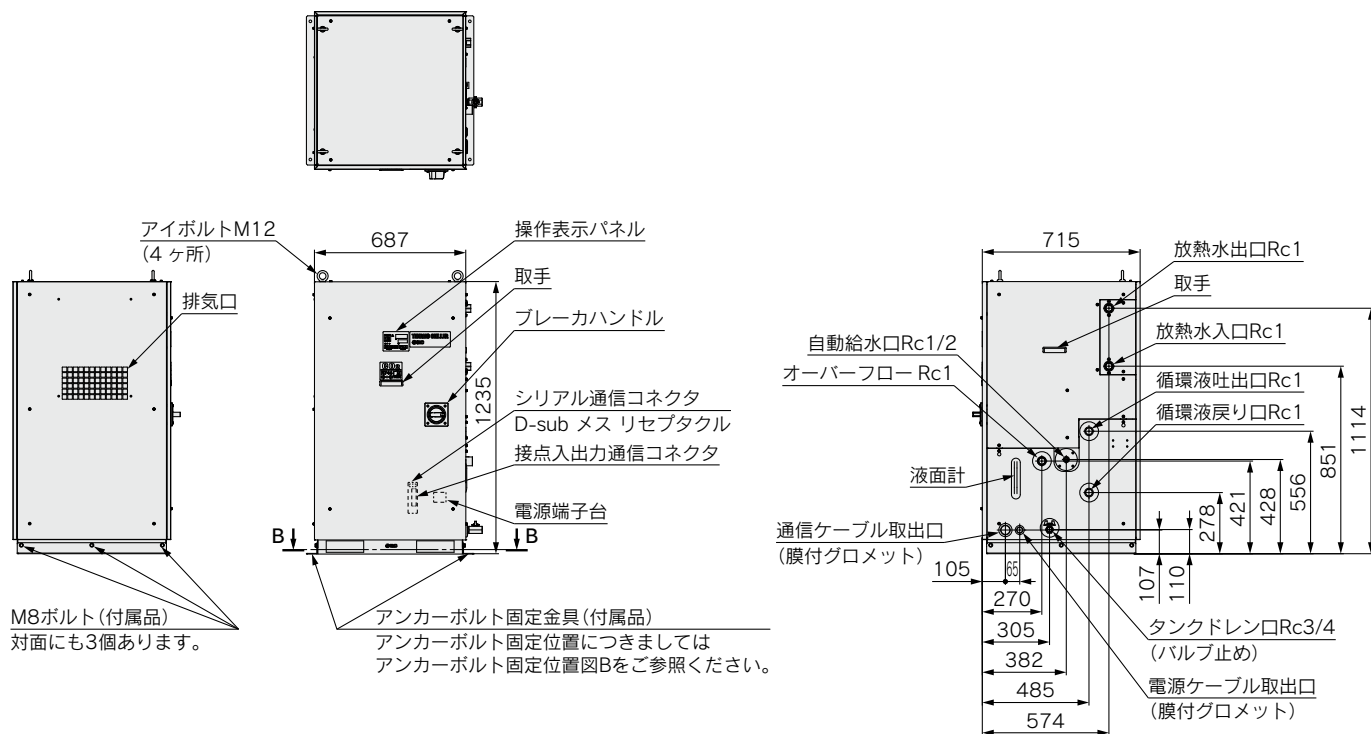 アイボルトM12
(4 ヶ所)
排気口
M8ボルト(付属品)
対面にも3個あります。
687
操作表示パネル
取手
ブレーカハンドル
1235
シリアル通信コネクタ
D-sub メス リセプタクル
接点入出力通信コネクタ
電源端子台
B
B
アンカーボルト固定金具(付属品)
アンカーボルト固定位置につきましては
アンカーボルト固定位置図Bをご参照ください。
715
放熱水出口Rc1
取手
放熱水入口Rc1
自動給水口Rc1/2
オーバーフロー Rc1
循環液吐出口Rc1
循環液戻り口Rc1
液面計
通信ケーブル取出口
(膜付グロメット)
105
65
270
305
382
485
574
107
110
278
421
428
556
851
1114
タンクドレン口Rc3/4
(バルブ止め)
電源ケーブル取出口
(膜付グロメット)